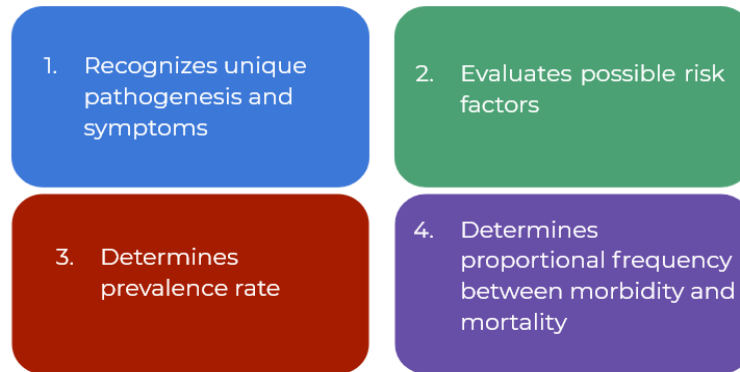 1. Recognizes unique
pathogenesis and
symptoms
2. Evaluates possible risk
factors
3. Determines
prevalence rate
4. Determines
proportional frequency
between morbidity and
mortality